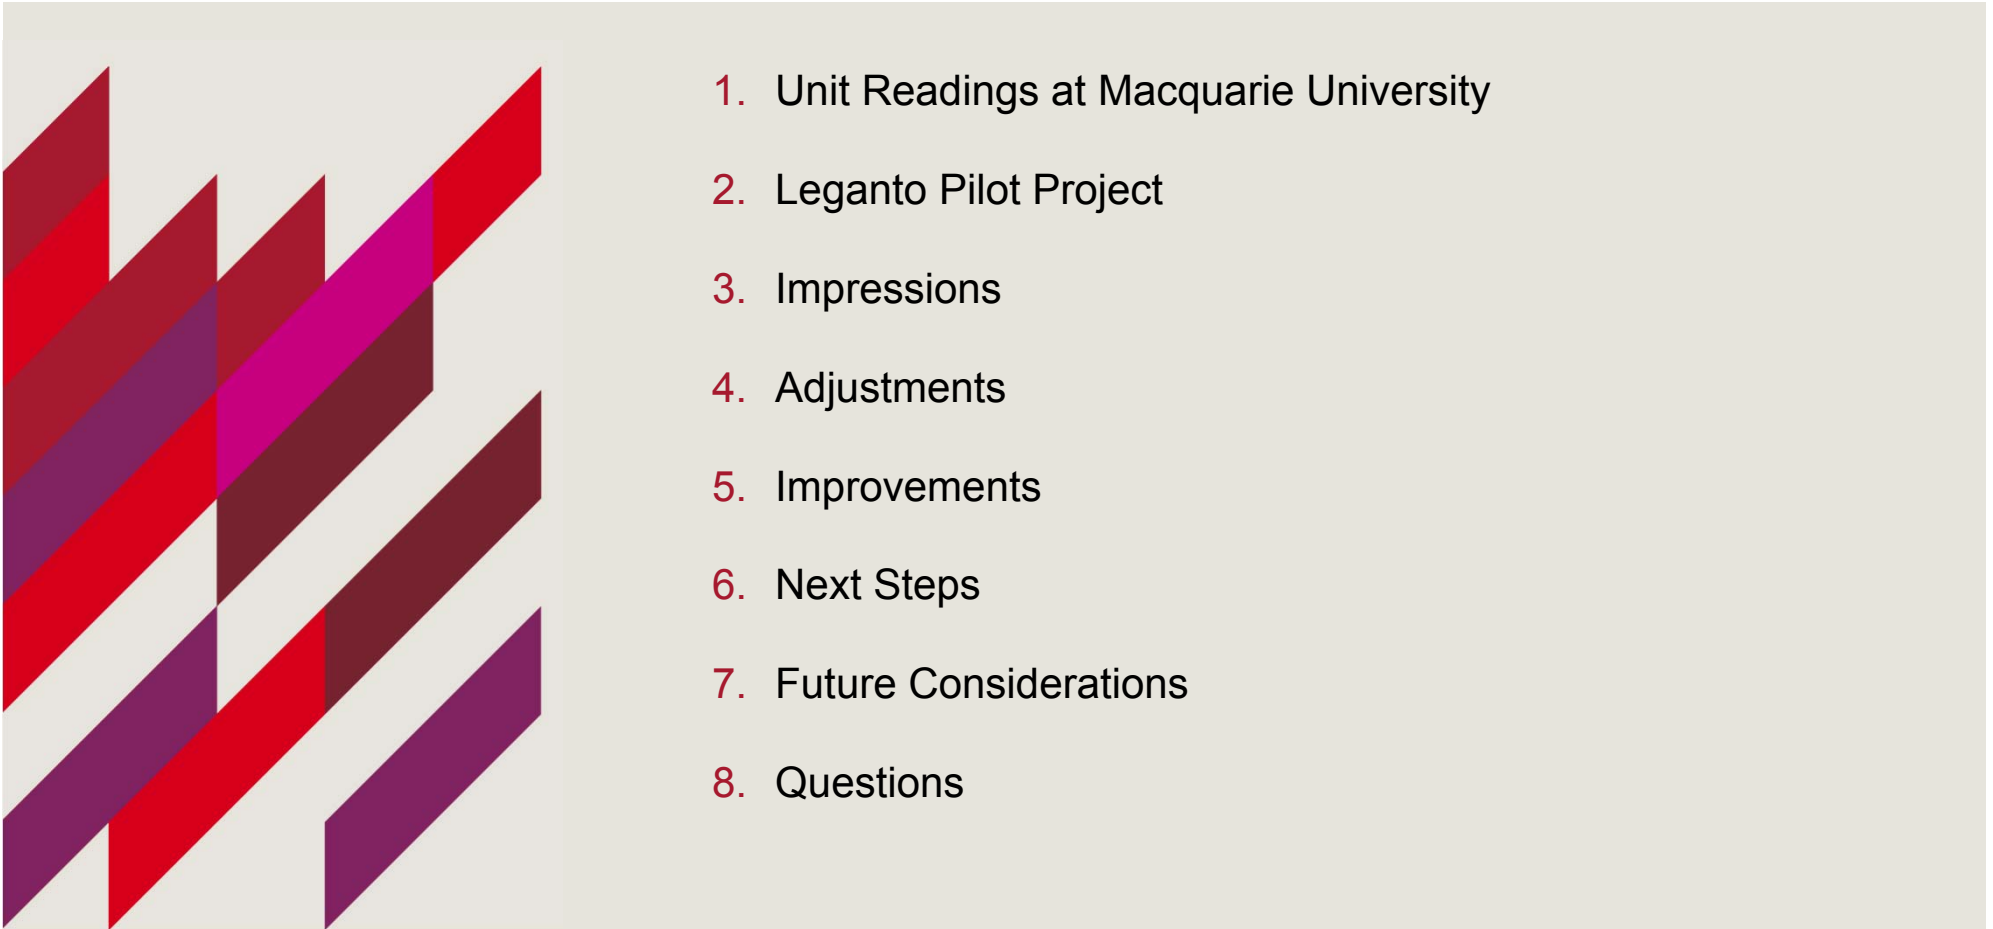 1. Unit Readings at Macquarie University
2. Leganto Pilot Project
3. Impressions
4. Adjustments
5. Improvements
6. Next Steps
7. Future Considerations
8. Questions